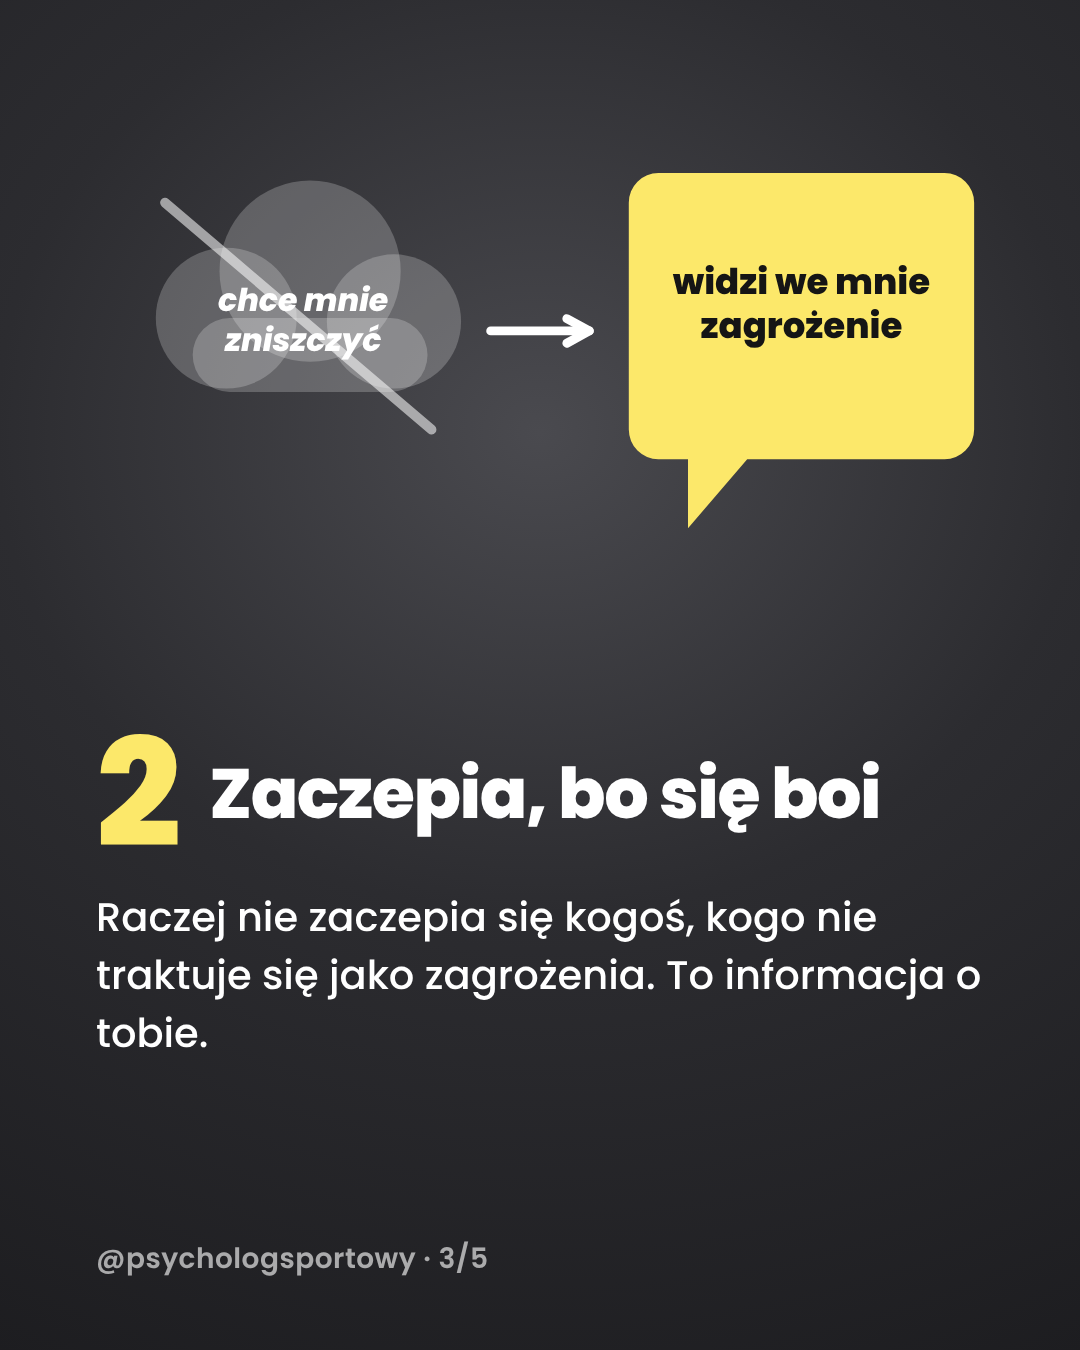 chce mnie
zniszczyć
widzi we mnie
zagrożenie
2 Zaczepia, bo się boi
Raczej nie zaczepia się kogoś, kogo nie
traktuje się jako zagrożenia. To informacja o
tobie.
@psychologsportowy · 3/5